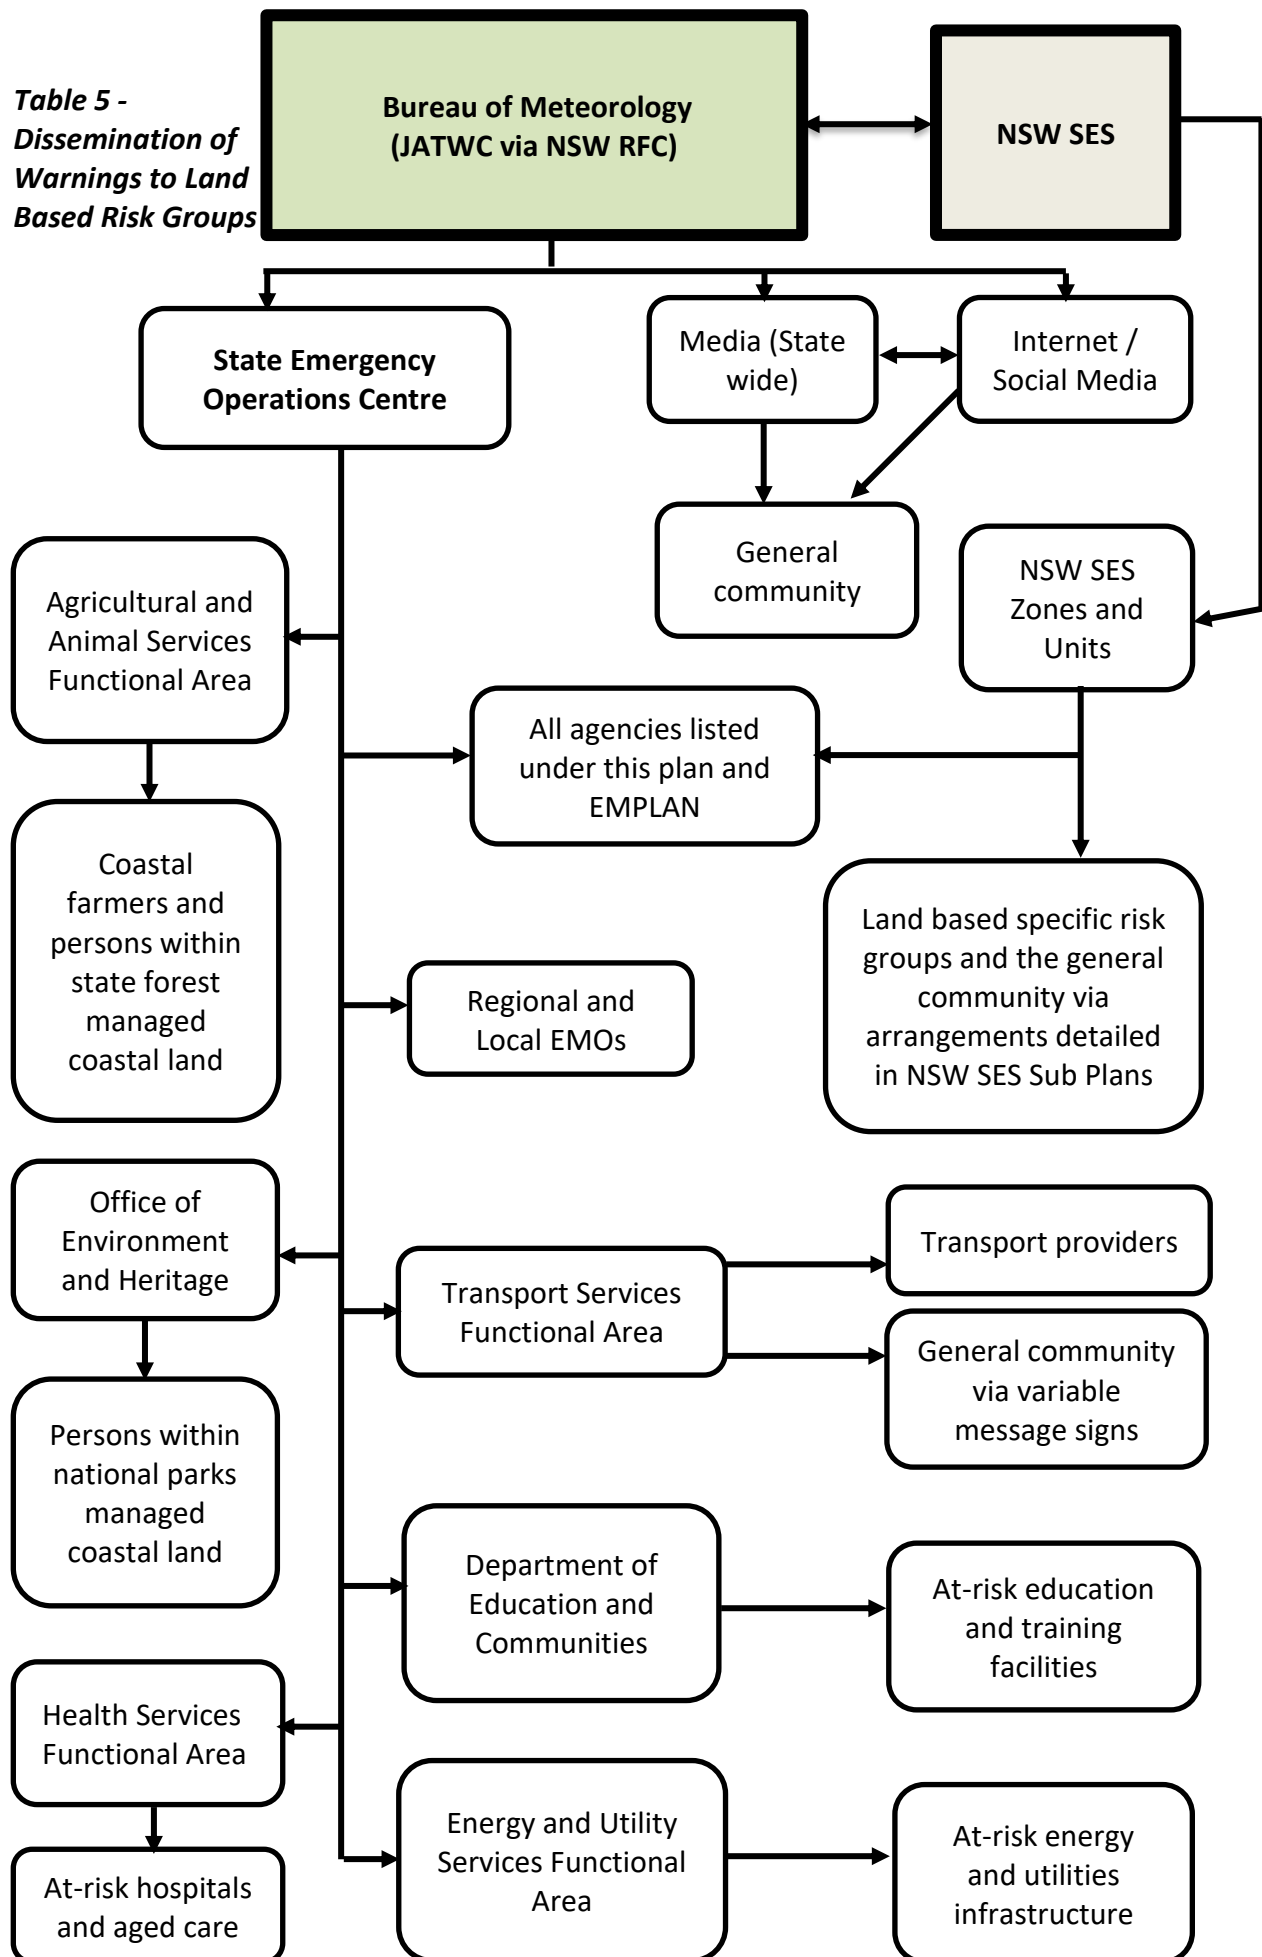 Table 5 -
Dissemination of
Warnings to Land
Based Risk Groups
Bureau of Meteorology
(JATWC via NSW RFC)
NSW SES
State Emergency
Operations Centre
Media (State
wide)
Internet /
Social Media
General
community
NSW SES
Zones and
Units
Agricultural and
Animal Services
Functional Area
All agencies listed
under this plan and
EMPLAN
Coastal
farmers and
persons within
state forest
managed
coastal land
Land based specific risk
groups and the general
community via
arrangements detailed
in NSW SES Sub Plans
Regional and
Local EMOs
Office of
Environment
and Heritage
Transport Services
Functional Area
Transport providers
General community
via variable
message signs
Persons within
national parks
managed
coastal land
Department of
Education and
Communities
At-risk education
and training
facilities
Health Services
Functional Area
Energy and Utility
Services Functional
Area
At-risk energy
and utilities
infrastructure
At-risk hospitals
and aged care